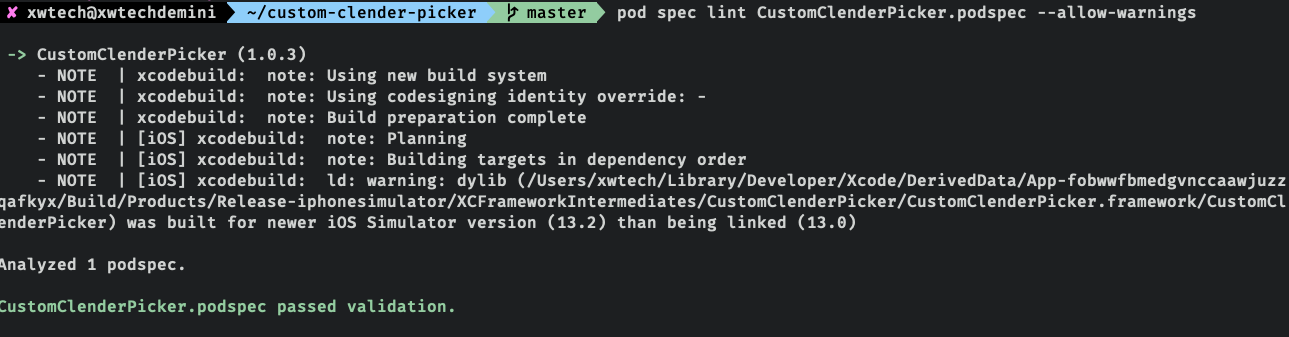 ✘ xwtech@xwtechdemini ~/custom-clender-picker master pod spec lint CustomClenderPicker.podspec --allow-warnings
-> CustomClenderPicker (1.0.3)
- NOTE | xcodebuild: note: Using new build system
- NOTE | xcodebuild: note: Using codesigning identity override: -
- NOTE | xcodebuild: note: Build preparation complete
- NOTE | [iOS] xcodebuild: note: Planning
- NOTE | [iOS] xcodebuild: note: Building targets in dependency order
- NOTE | [iOS] xcodebuild: ld: warning: dylib (/Users/xwtech/Library/Developer/Xcode/DerivedData/App-fobwwfbmedgvnccaawjuzz
qafkyx/Build/Products/Release-iphonesimulator/XCFrameworkIntermediates/CustomClenderPicker/CustomClenderPicker.framework/CustomCl
enderPicker) was built for newer iOS Simulator version (13.2) than being linked (13.0)
Analyzed 1 podspec.
CustomClenderPicker.podspec passed validation.